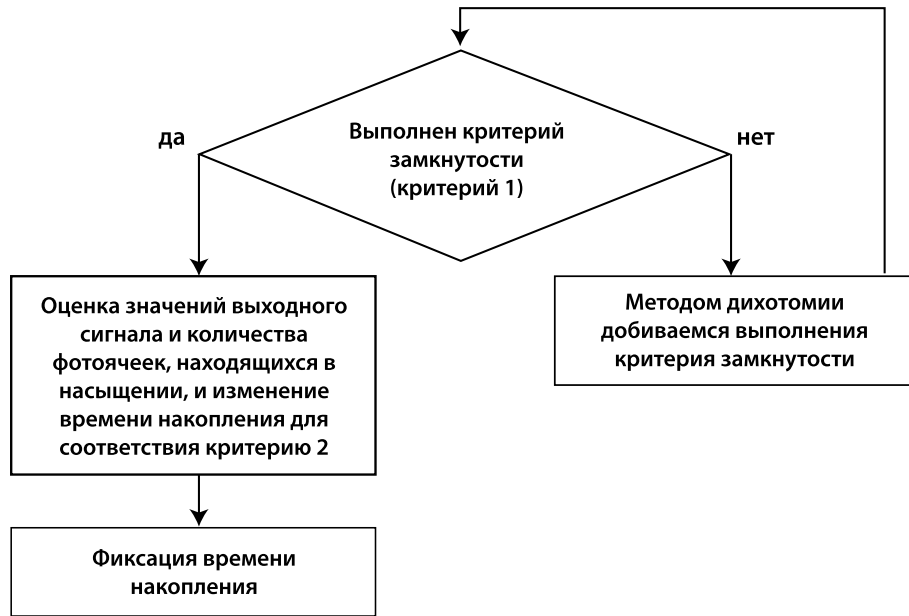 да
Выполнен критерий
замкнутости
(критерий 1)
нет
Оценка значений выходного
сигнала и количества
фотоячеек, находящихся в
насыщении, и изменение
времени накопления для
соответствия критерию 2
Методом дихотомии
добиваемся выполнения
критерия замкнутости
Фиксация времени
накопления